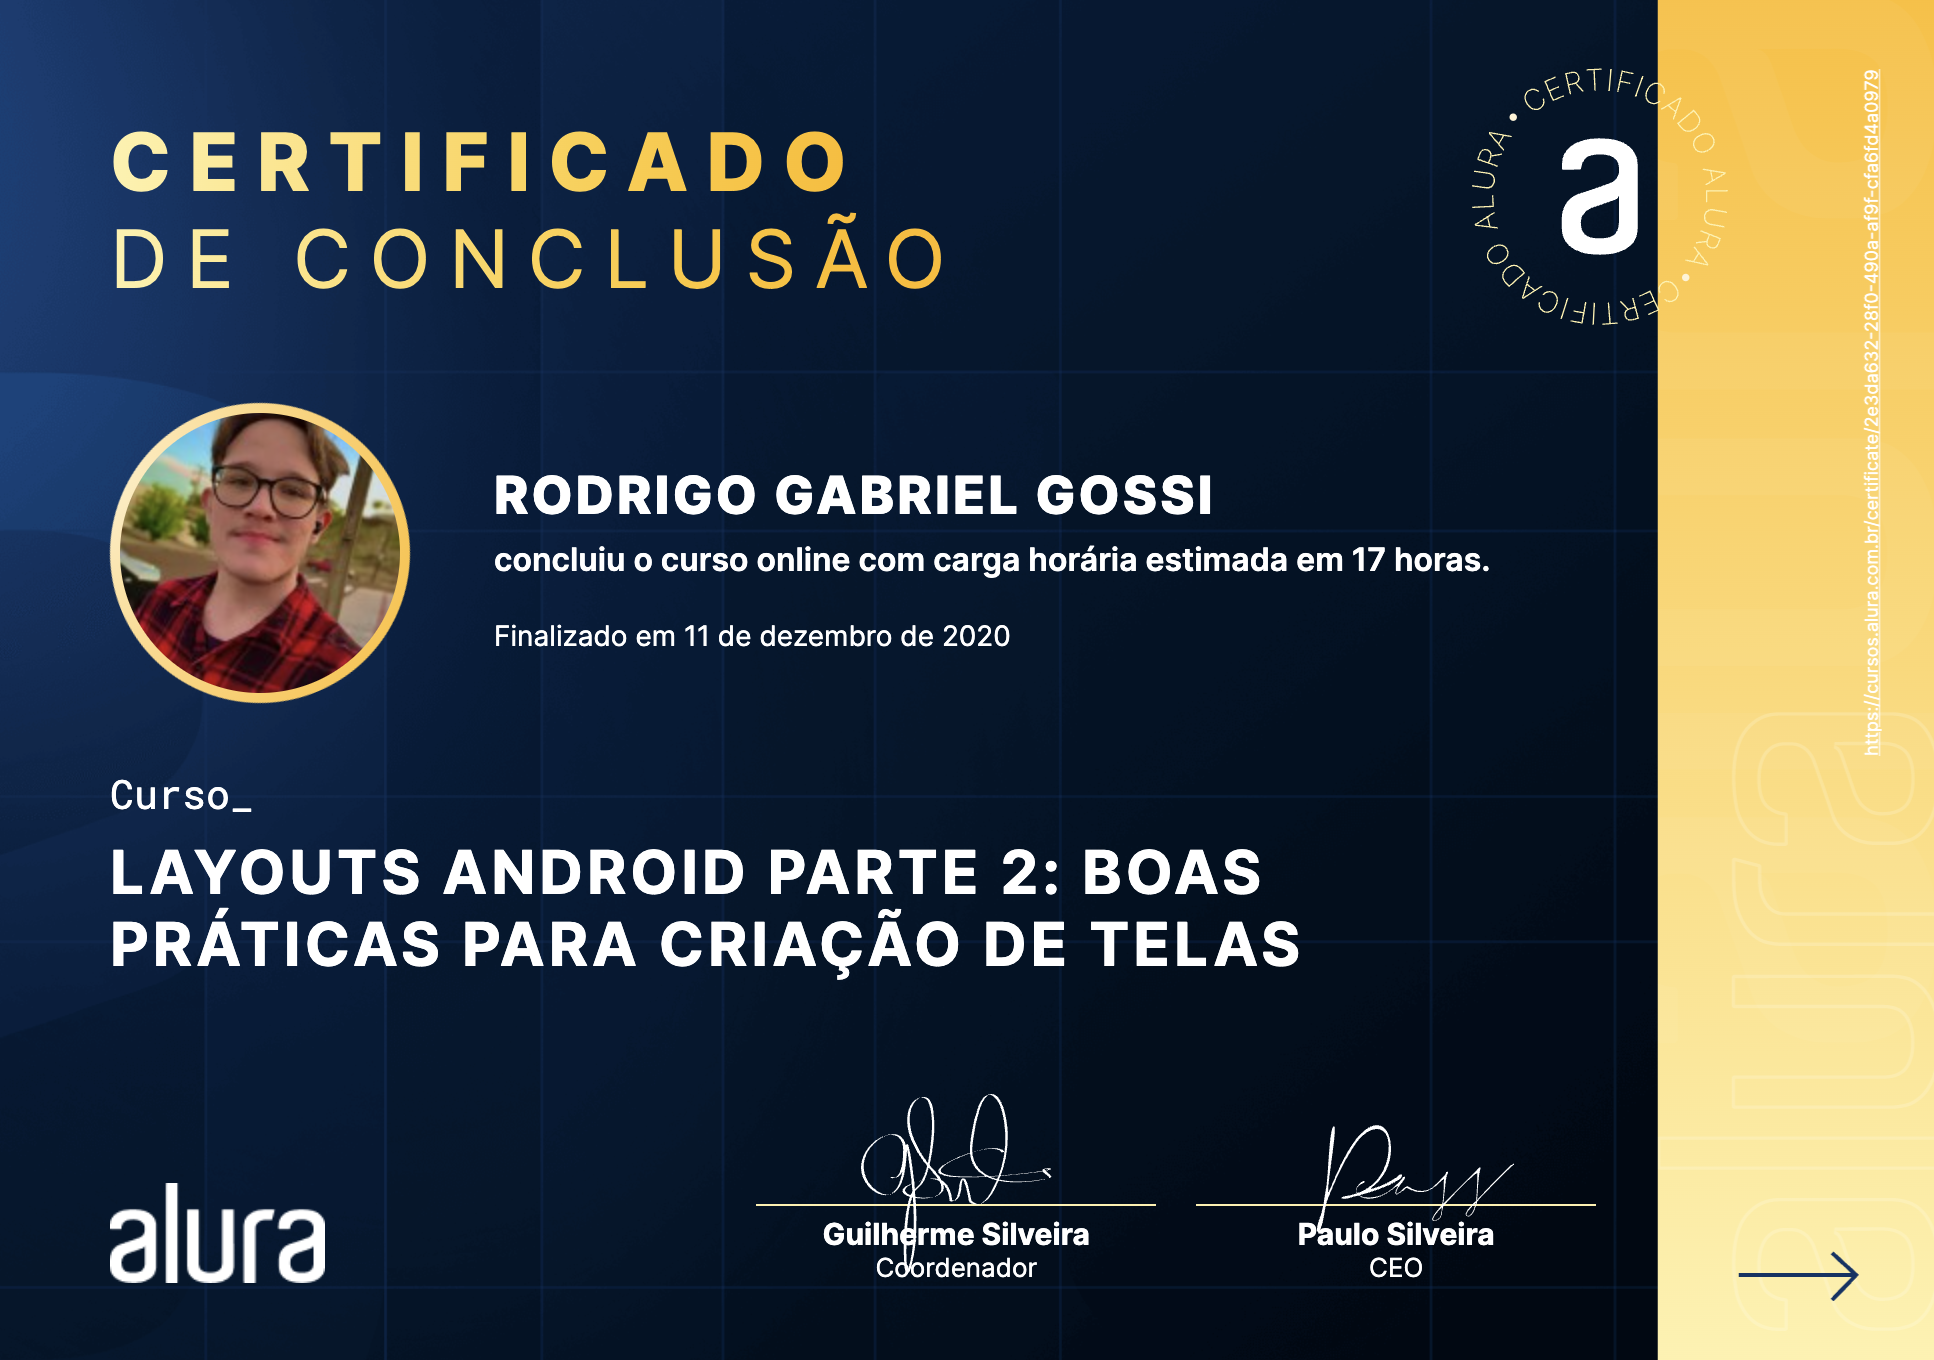 CERTIFICADO
DE CONCLUSÃO
CERTIFICADO ALURA • CERTIFICADO ALURA •
a
https://cursos.alura.com.br/certificate/2e3da632-28f0-490a-af9f-cfa6fd4a0979
RODRIGO GABRIEL GOSSI
concluiu o curso online com carga horária estimada em 17 horas.
Finalizado em 11 de dezembro de 2020
Curso_
LAYOUTS ANDROID PARTE 2: BOAS
PRÁTICAS PARA CRIAÇÃO DE TELAS
alura
Guilherme Silveira
Coordenador
Paulo Silveira
CEO
alura